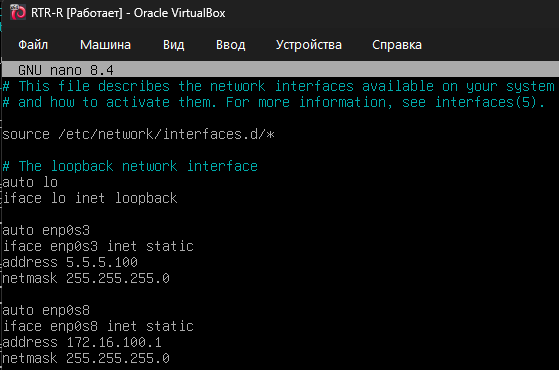 RTR-R [Работает] - Oracle VirtualBox
Файл Машина Вид Ввод Устройства Справка
GNU nano 8.4
# This file describes the network interfaces available on your system
# and how to activate them. For more information, see interfaces(5).
source /etc/network/interfaces.d/*
# The loopback network interface
auto lo
iface lo inet loopback
auto enp0s3
iface enp0s3 inet static
address 5.5.5.100
netmask 255.255.255.0
auto enp0s8
iface enp0s8 inet static
address 172.16.100.1
netmask 255.255.255.0